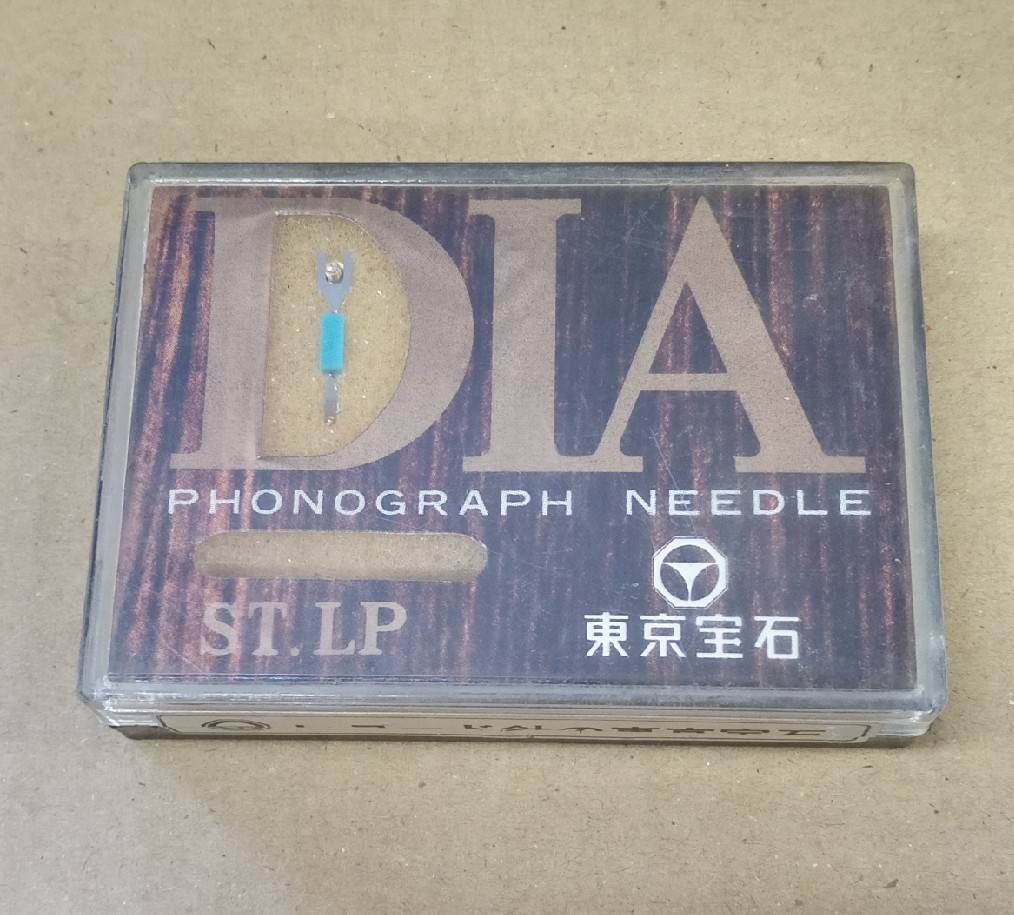 DIA
PHONOGRAPH NEEDLE
ST. LP
東京宝石